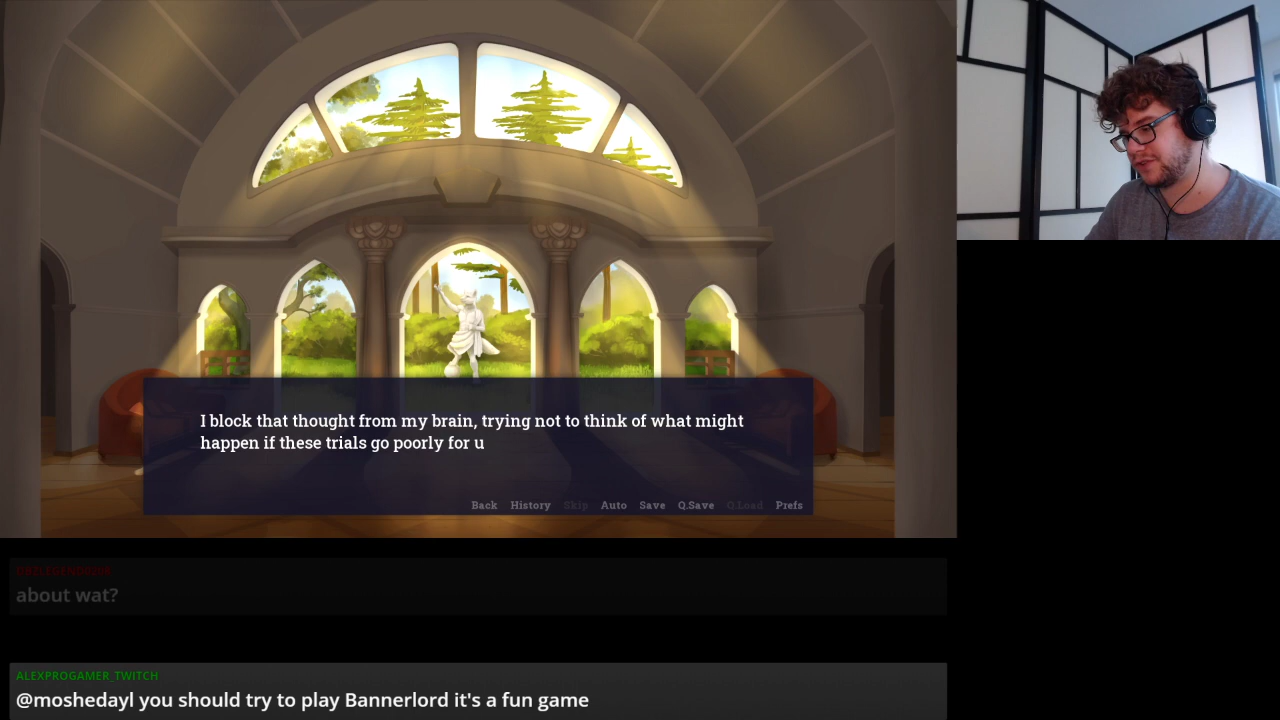 I block that thought from my brain, trying not to think of what might
happen if these trials go poorly for u
Back History Skip Auto Save Q.Save Q.Load Prefs
about wat?
ALEXPROGAMER_TWITCH
@moshedayl you should try to play Bannerlord it's a fun game